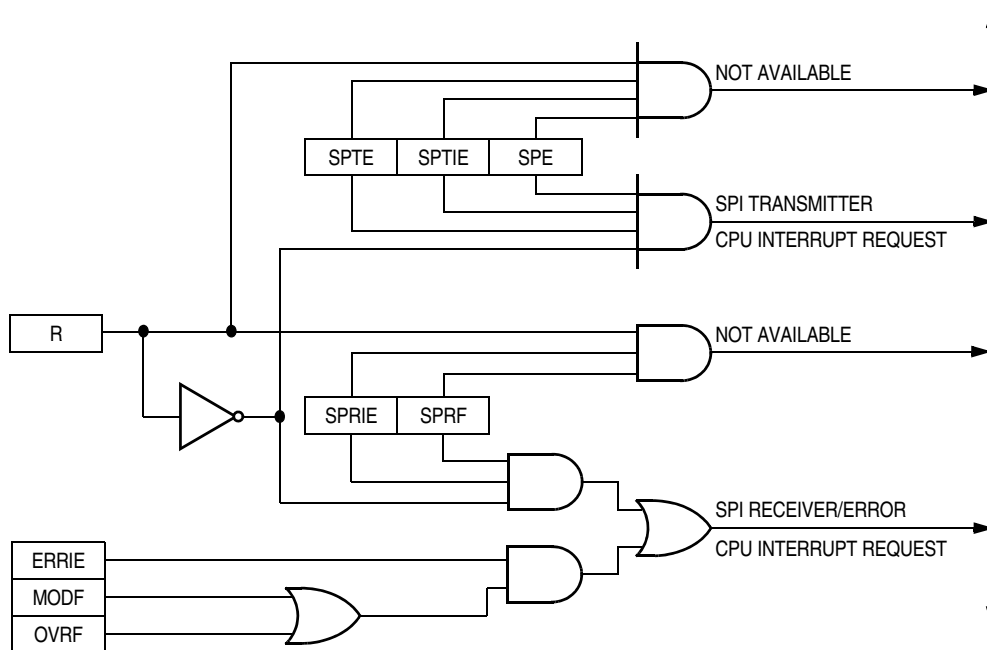 NOT AVAILABLE
SPTE SPTIE SPE
SPI TRANSMITTER
CPU INTERRUPT REQUEST
R
NOT AVAILABLE
SPRIE SPRF
SPI RECEIVER/ERROR
CPU INTERRUPT REQUEST
ERRIE
MODF
OVRF